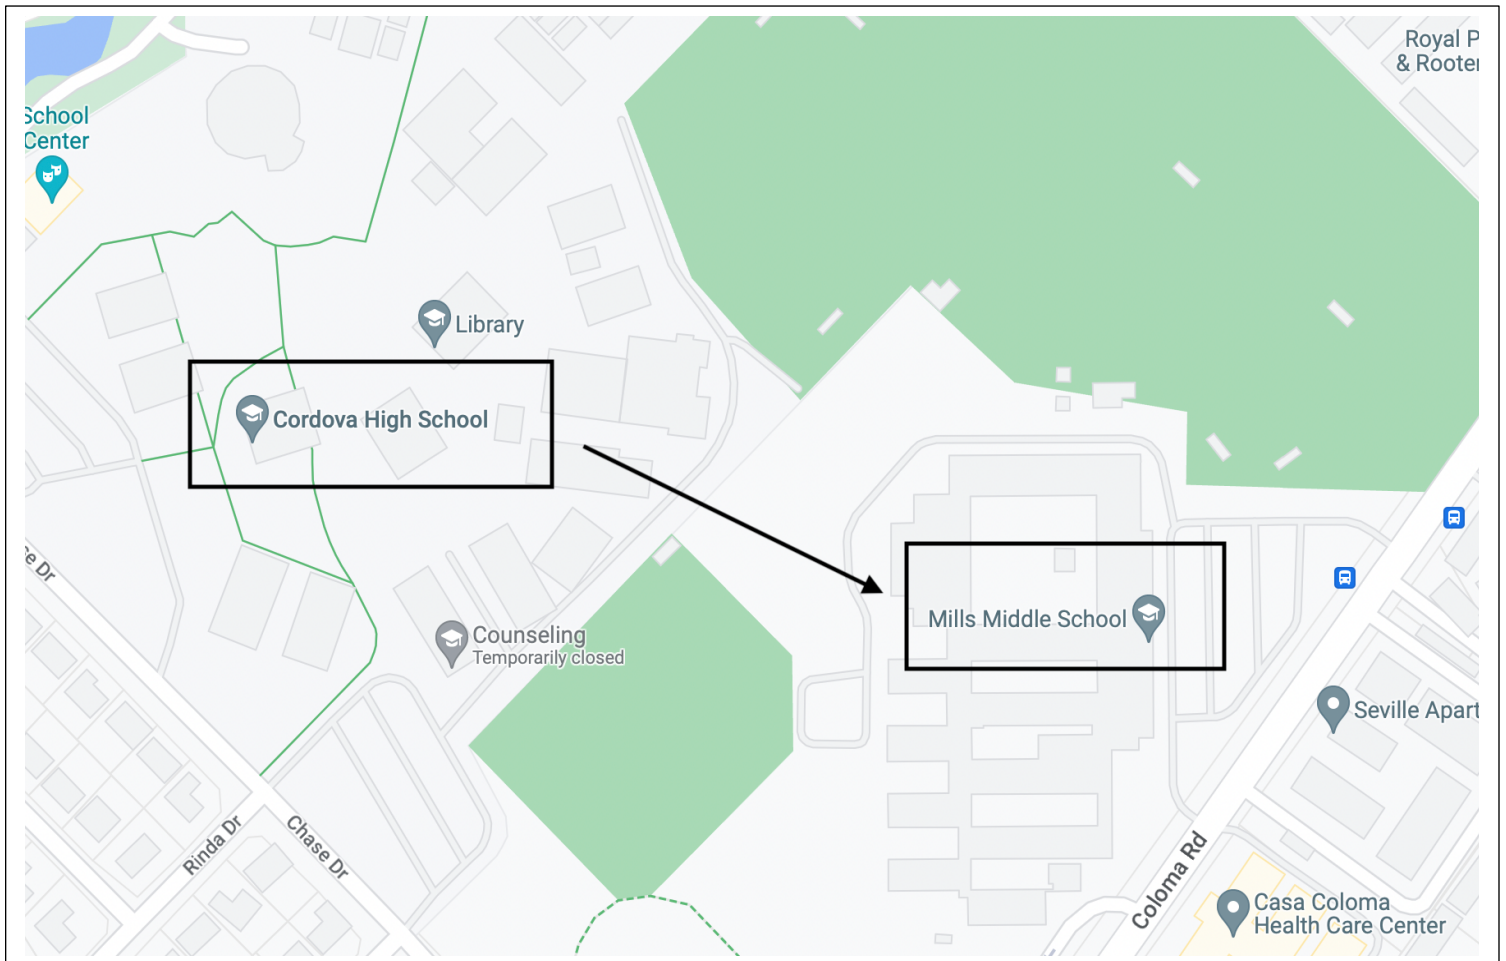 Royal P
& Rooter
School
Center
Library
Cordova High School
Mills Middle School
Counseling
Temporarily closed
Seville Apart
Rinda Dr
Chase Dr
Coloma Rd
Casa Coloma
Health Care Center
se Dr